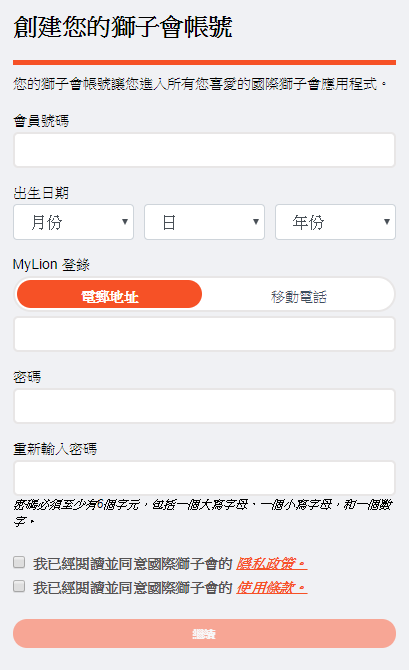 創建您的獅子會帳號
您的獅子會帳號讓您進入所有您喜愛的國際獅子會應用程式。
會員號碼
出生日期
月份 日 年份
MyLion 登錄
電郵地址 移動電話
密碼
重新輸入密碼
密碼必須至少有6個字元，包括一個大寫字母、一個小寫字母，和一個數
字。
我已經閱讀並同意國際獅子會的 隱私政策。
我已經閱讀並同意國際獅子會的 使用條款。
繼續